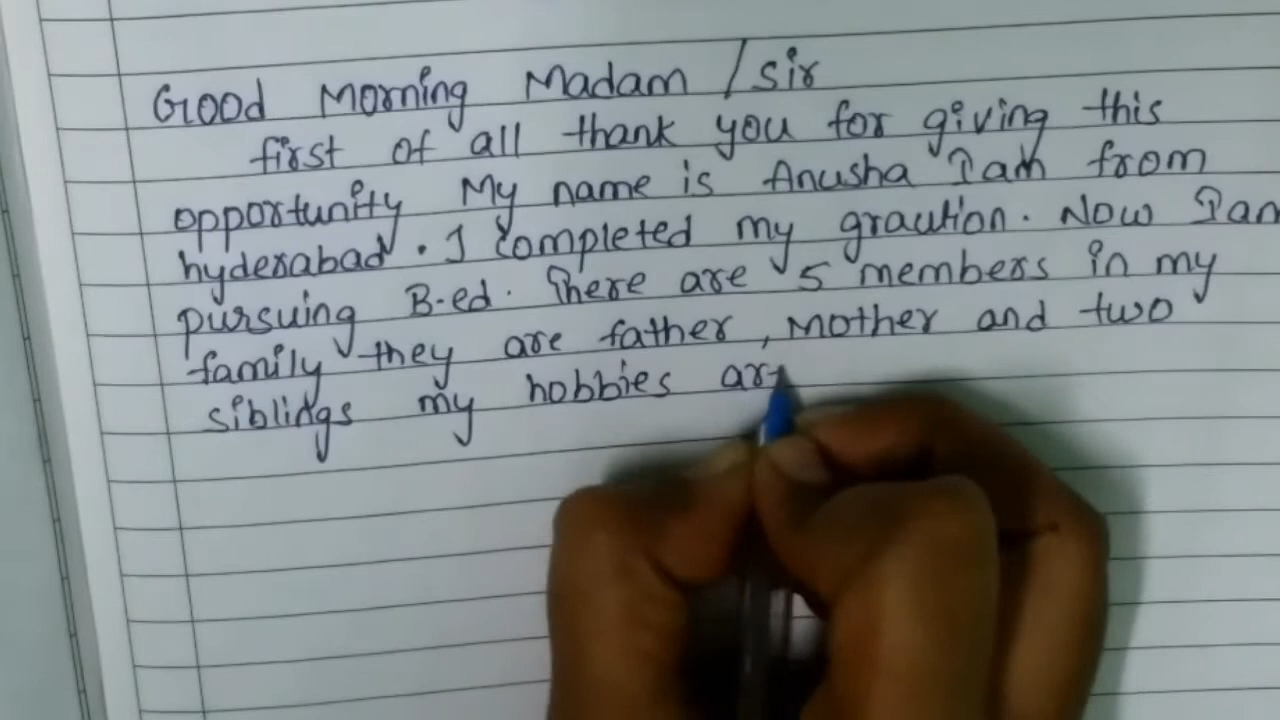 Good Morning Madam / sir
first of all thank you for giving this
opportunity My name is Anusha I am from
hyderabad. I completed my graution. Now I am
pursuing B-ed. There are 5 members in my
family they are father, Mother and two
siblings my hobbies are